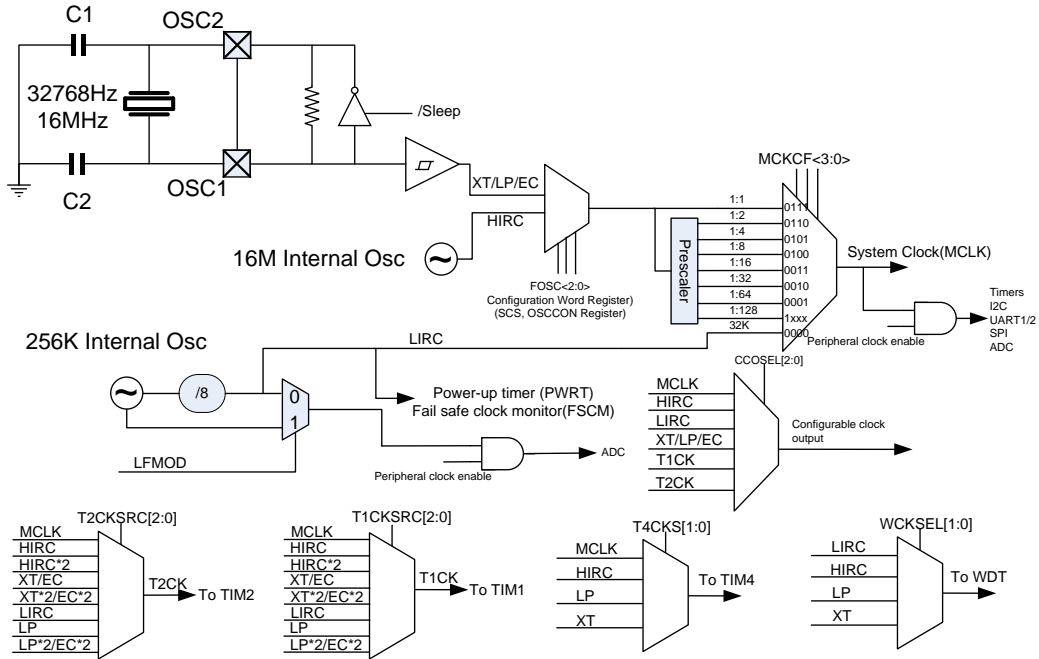 C1
OSC2
32768Hz
16MHz
/Sleep
C2
OSC1
XT/LP/EC
HIRC
16M Internal Osc
FOSC<2:0>
Configuration Word Register)
(SCS, OSCCON Register)
MCKCF<3:0>
Prescaler
1:1
0111
1:2
0110
1:4
0101
1:8
0100
1:16
0011
1:32
0010
1:64
0001
1:128
1xxx
32K
0000
System Clock(MCLK)
Peripheral clock enable
Timers
I2C
UART1/2
SPI
ADC
256K Internal Osc
LIRC
/8
0
1
LFMOD
Power-up timer (PWRT)
Fail safe clock monitor(FSCM)
Peripheral clock enable
ADC
CCOSEL[2:0]
MCLK
HIRC
LIRC
XT/LP/EC
T1CK
T2CK
Configurable clock
output
T2CKSRC[2:0]
MCLK
HIRC
HIRC*2
XT/EC
XT*2/EC*2
LIRC
LP
LP*2/EC*2
T2CK
To TIM2
T1CKSRC[2:0]
MCLK
HIRC
HIRC*2
XT/EC
XT*2/EC*2
LIRC
LP
LP*2/EC*2
T1CK
To TIM1
T4CKS[1:0]
MCLK
HIRC
LP
XT
To TIM4
WCKSEL[1:0]
LIRC
HIRC
LP
XT
To WDT